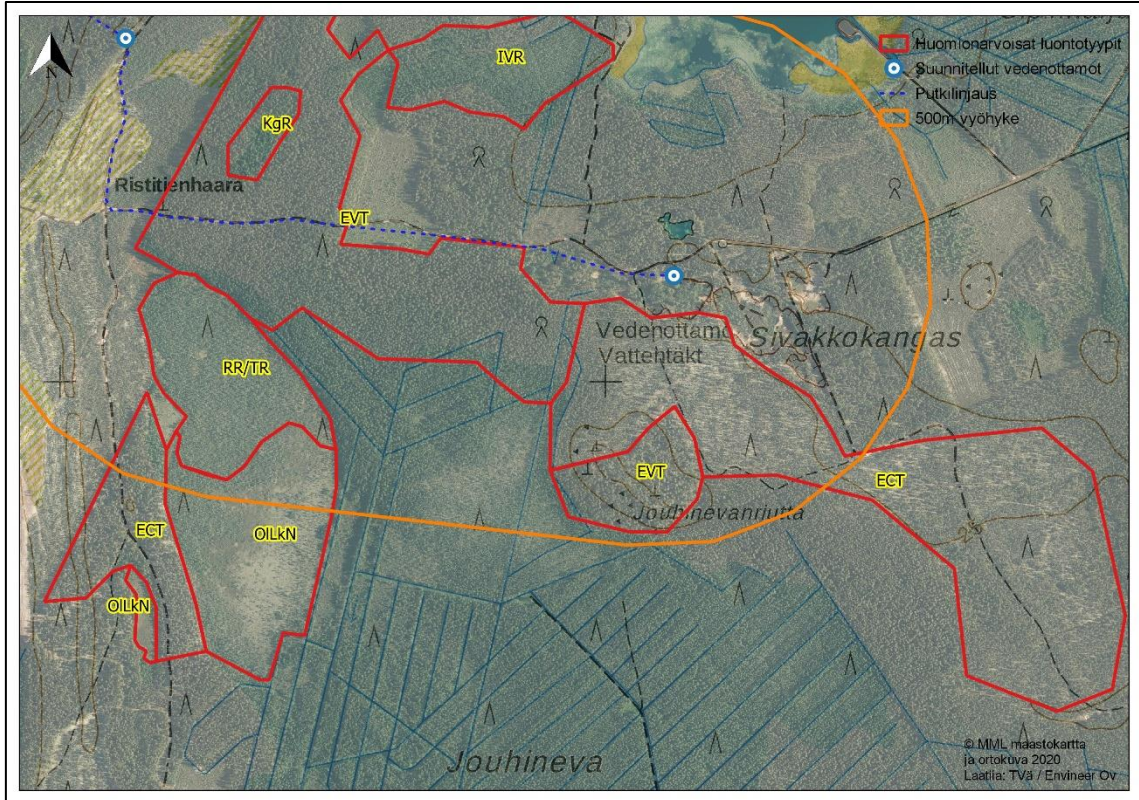 IVR
Huomionarvoisat luontotyypit
Suunnitellut vedenottamot
Putkilinjaus
500m vyöhyke
N
KgR
Ristitienhaara
EVT
Vedenottamo
Vattehtäkt
Sivakkokangas
RR/TR
EVT
ECT
Jouhinevanriutta
ECT
OlLkN
OlLkN
Jouhineva
© MML maastokartta
ja ortokuva 2020
Laatija: TVä / Envineer Oy